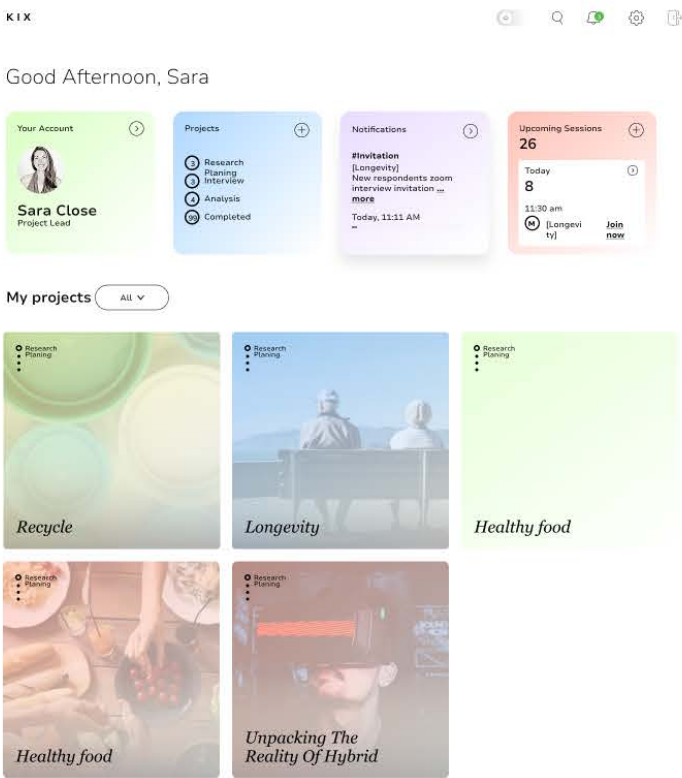 KIX
3
Good Afternoon, Sara
Your Account
Sara Close
Project Lead
Projects
3 Research
Planing
3 Interview
4 Analysis
99 Completed
Notifications
#Invitation
[Longevity]
New respondents zoom
interview invitation ...
more
Today, 11:11 AM
Upcoming Sessions
26
Today
8
11:30 am
M [Longevi
ty]
Join
now
My projects
All
Research
Planing
Recycle
Research
Planing
Longevity
Research
Planing
Healthy food
Research
Planing
Healthy food
Research
Planing
Unpacking The
Reality Of Hybrid